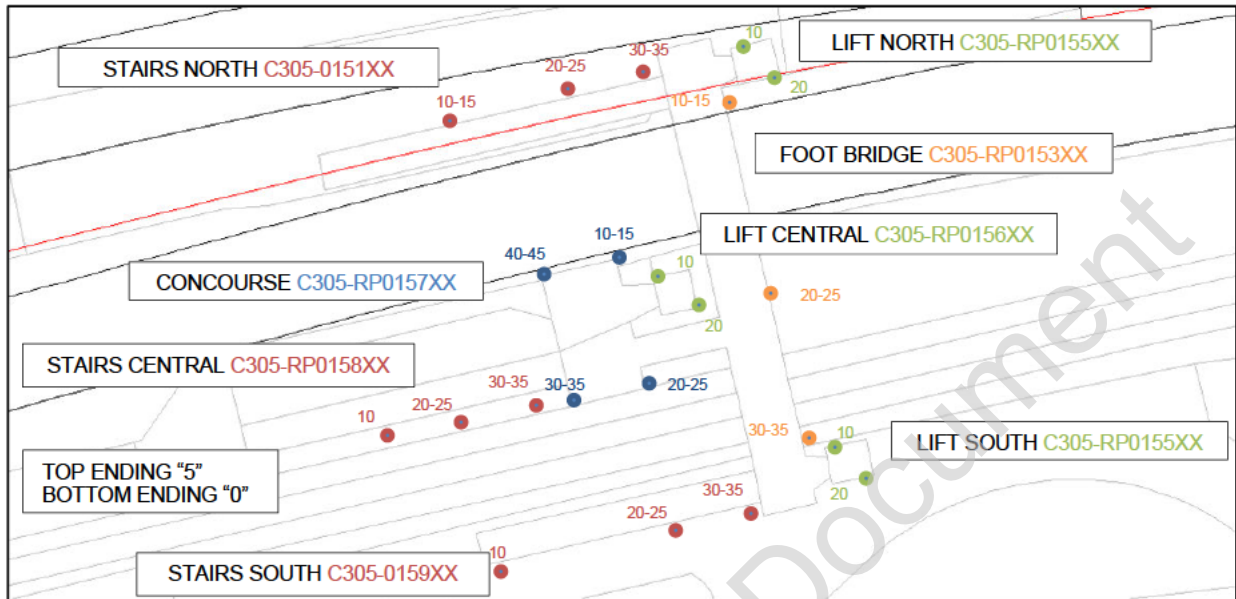 30-35
10
LIFT NORTH C305-RP0155XX
STAIRS NORTH C305-0151XX
20-25
20
10-15
10-15
FOOT BRIDGE C305-RP0153XX
10-15
LIFT CENTRAL C305-RP0156XX
40-45
10
CONCOURSE C305-RP0157XX
20-25
20
STAIRS CENTRAL C305-RP0158XX
30-35
30-35
20-25
20-25
10
30-35
10
LIFT SOUTH C305-RP0155XX
TOP ENDING “5”
BOTTOM ENDING “0”
20
30-35
20-25
10
STAIRS SOUTH C305-0159XX
Document